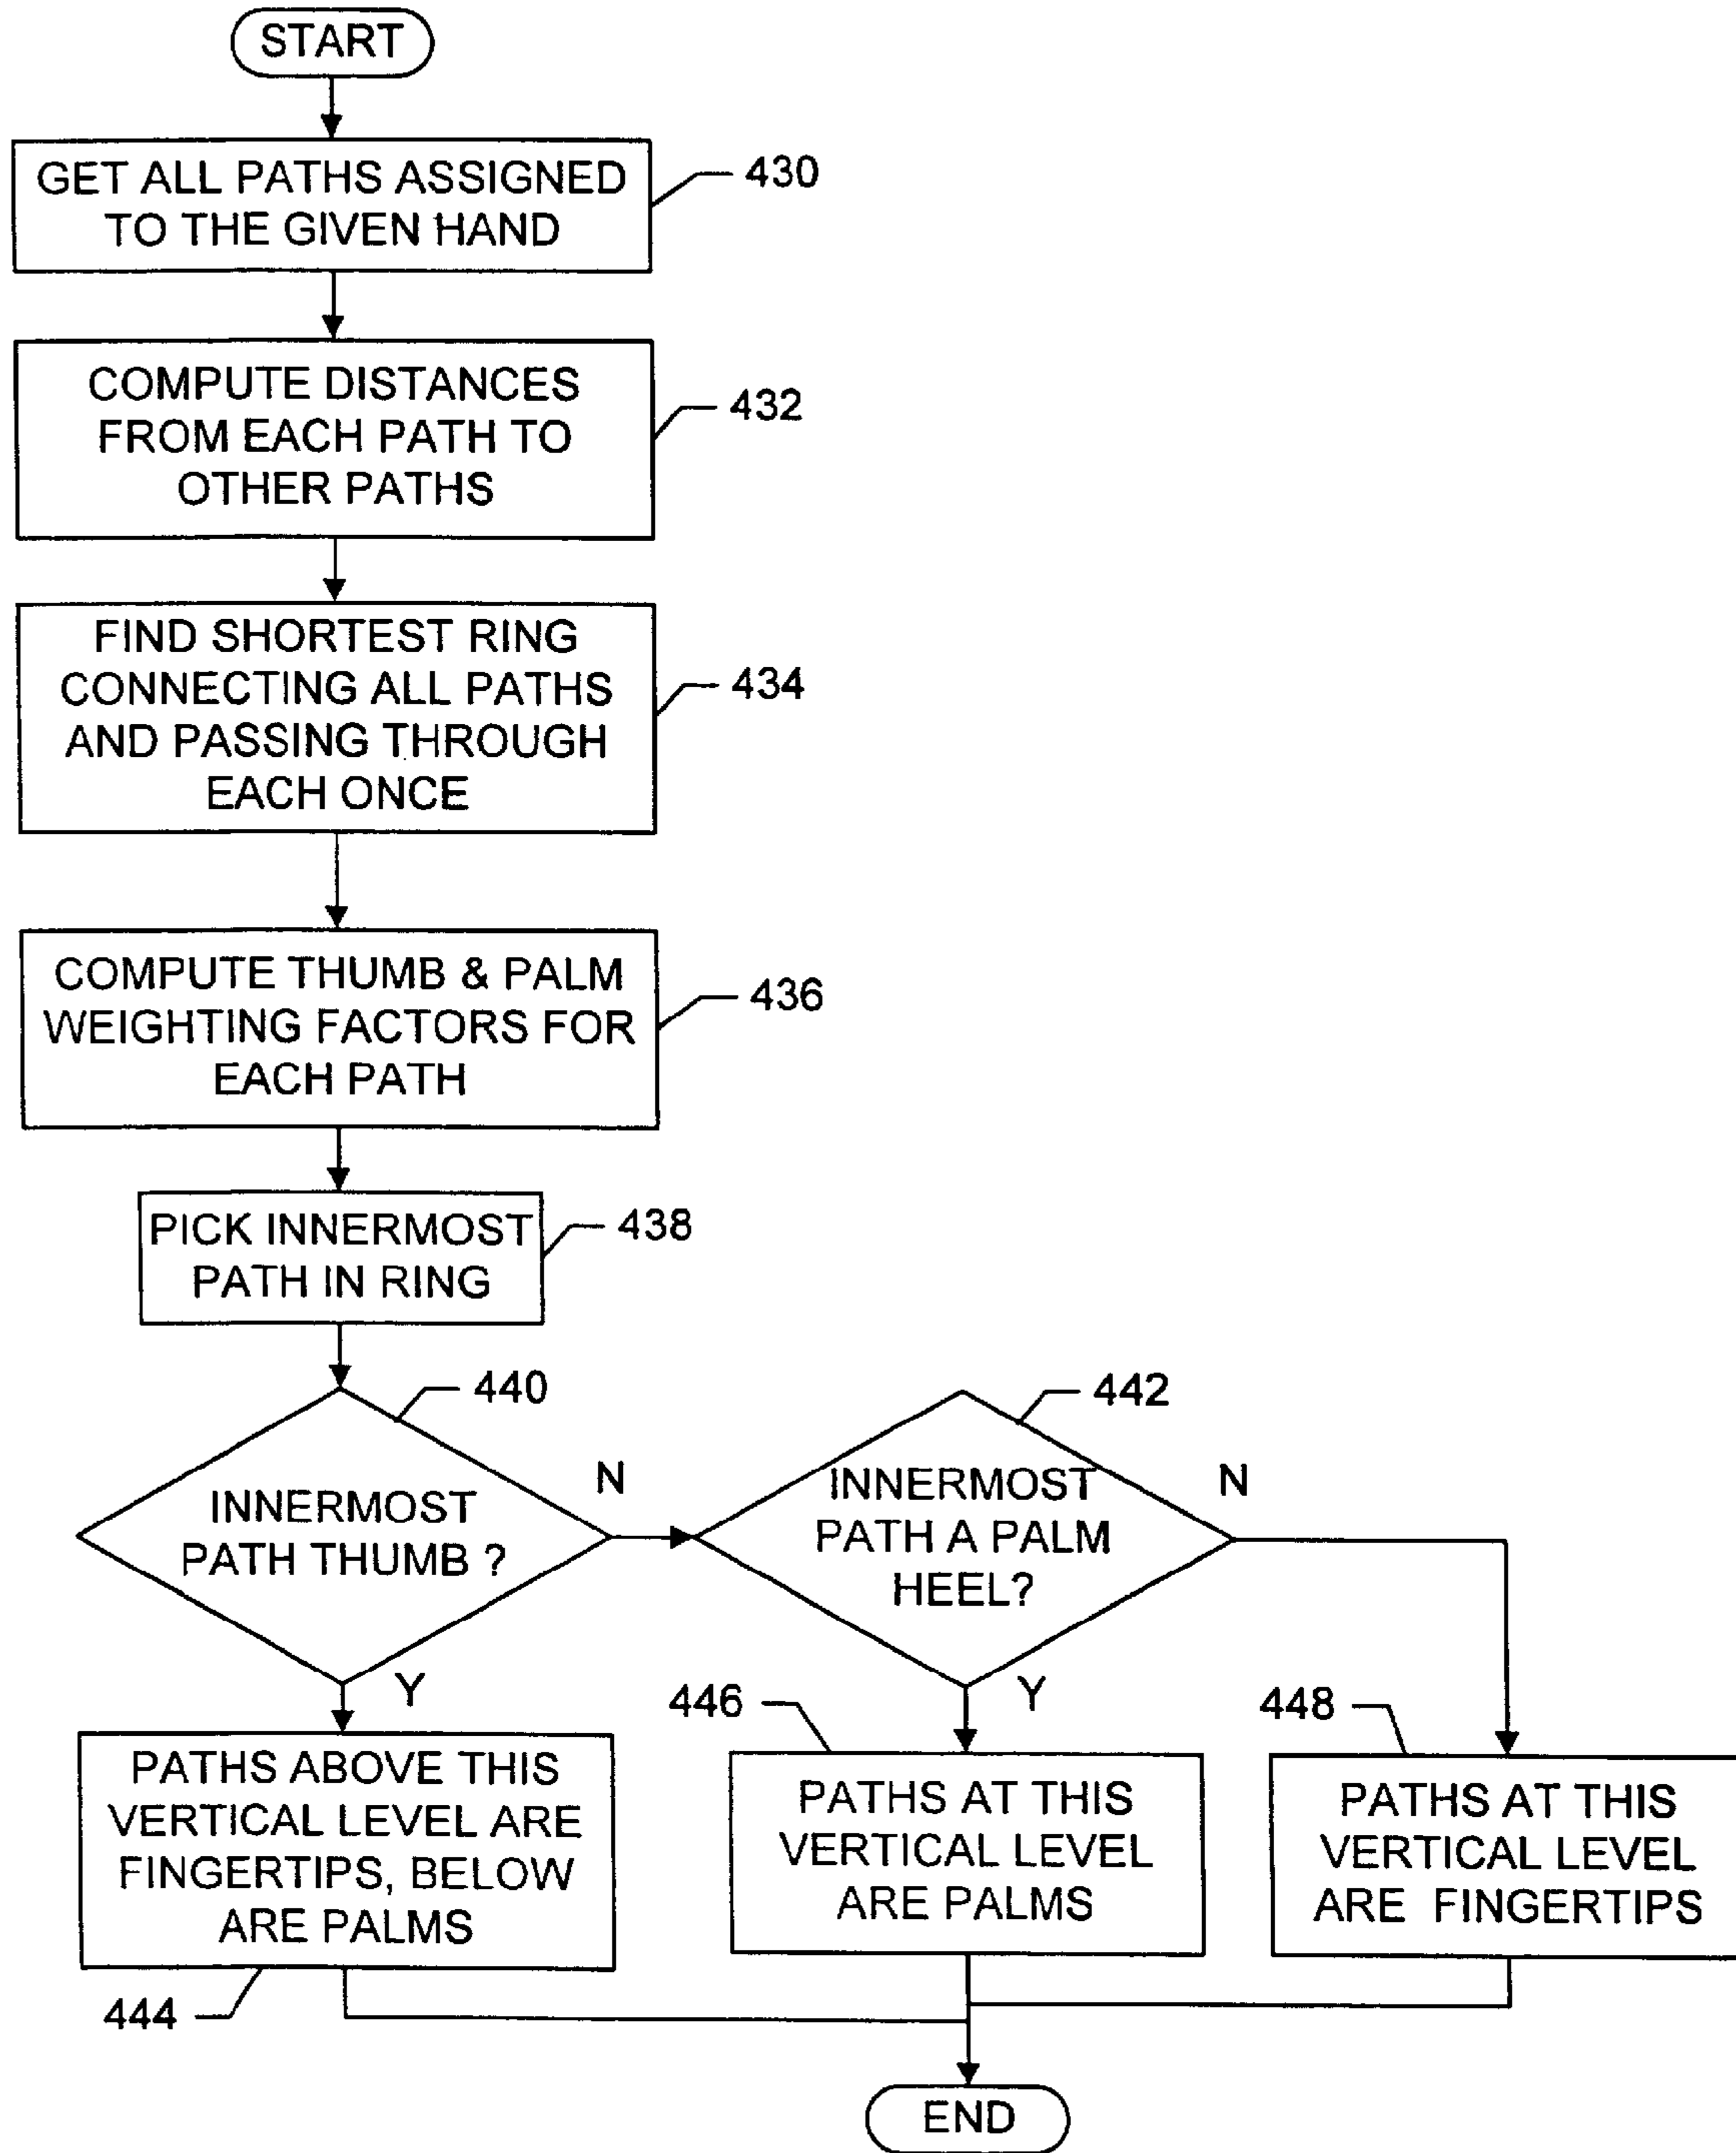 START
GET ALL PATHS ASSIGNED
TO THE GIVEN HAND
430
COMPUTE DISTANCES
FROM EACH PATH TO
OTHER PATHS
432
FIND SHORTEST RING
CONNECTING ALL PATHS
AND PASSING THROUGH
EACH ONCE
434
COMPUTE THUMB & PALM
WEIGHTING FACTORS FOR
EACH PATH
436
PICK INNERMOST
PATH IN RING
438
440
INNERMOST
PATH THUMB ?
N
Y
442
INNERMOST
PATH A PALM
HEEL?
N
Y
PATHS ABOVE THIS
VERTICAL LEVEL ARE
FINGERTIPS, BELOW
ARE PALMS
444
446
PATHS AT THIS
VERTICAL LEVEL
ARE PALMS
448
PATHS AT THIS
VERTICAL LEVEL
ARE FINGERTIPS
END